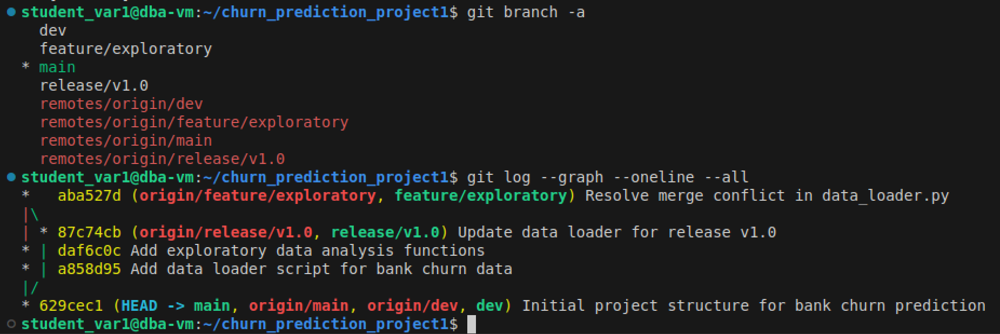 student_var1@dba-vm:~/churn_prediction_project1$ git branch -a
  dev
  feature/exploratory
* main
  release/v1.0
  remotes/origin/dev
  remotes/origin/feature/exploratory
  remotes/origin/main
  remotes/origin/release/v1.0
student_var1@dba-vm:~/churn_prediction_project1$ git log --graph --oneline --all
*   aba527d (origin/feature/exploratory, feature/exploratory) Resolve merge conflict in data_loader.py
|\
| * 87c74cb (origin/release/v1.0, release/v1.0) Update data loader for release v1.0
* | daf6c0c Add exploratory data analysis functions
* | a858d95 Add data loader script for bank churn data
|/
* 629cec1 (HEAD -> main, origin/main, origin/dev, dev) Initial project structure for bank churn prediction
student_var1@dba-vm:~/churn_prediction_project1$